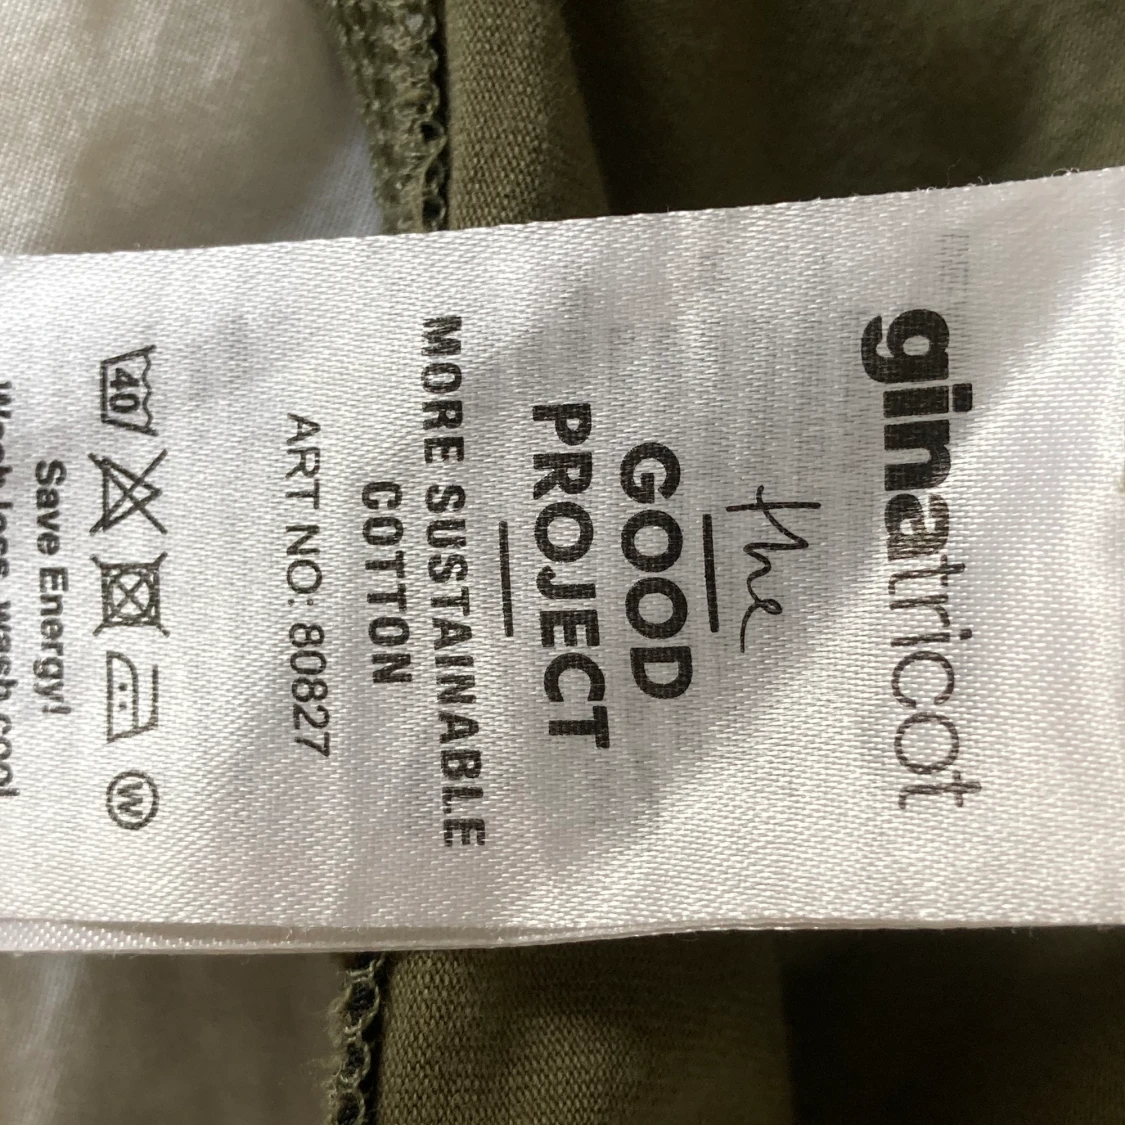 ginatricot
the
GOOD
PROJECT
MORE SUSTAINABLE
COTTON
ART NO: 80827
40
W
Save Energy!